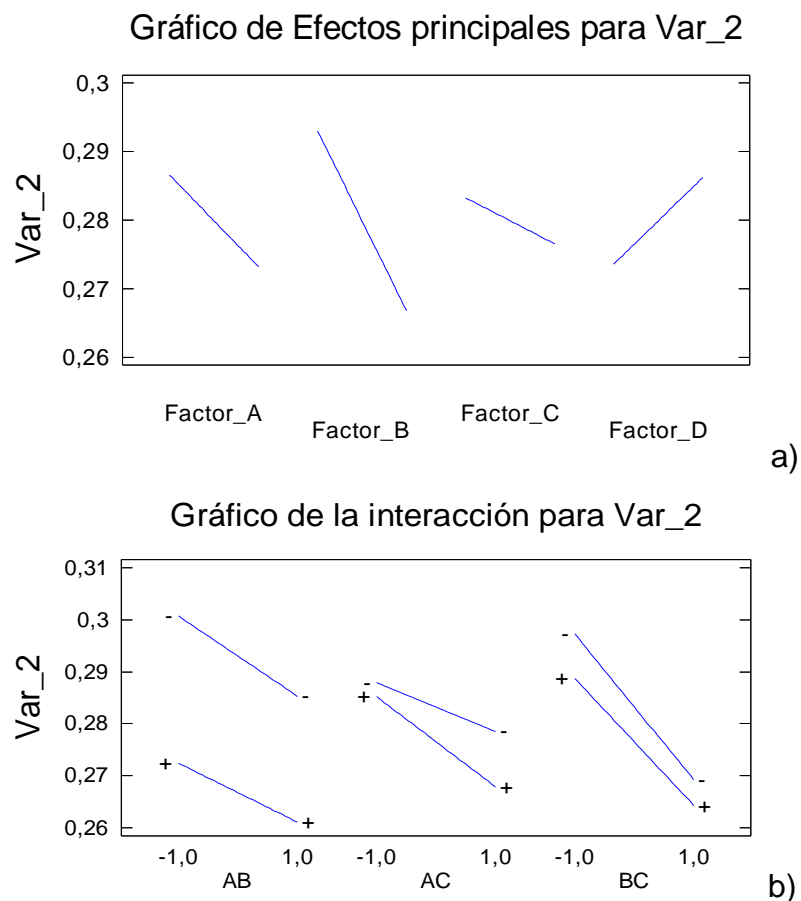 Gráfico de Efectos principales para Var_2
Var_2
0,3
0,29
0,28
0,27
0,26
Factor_A
Factor_B
Factor_C
Factor_D
a)
Gráfico de la interacción para Var_2
Var_2
0,31
0,3
0,29
0,28
0,27
0,26
- - - - - -
+ + + + + +
-1,0 1,0 -1,0 1,0 -1,0 1,0
AB AC BC
b)